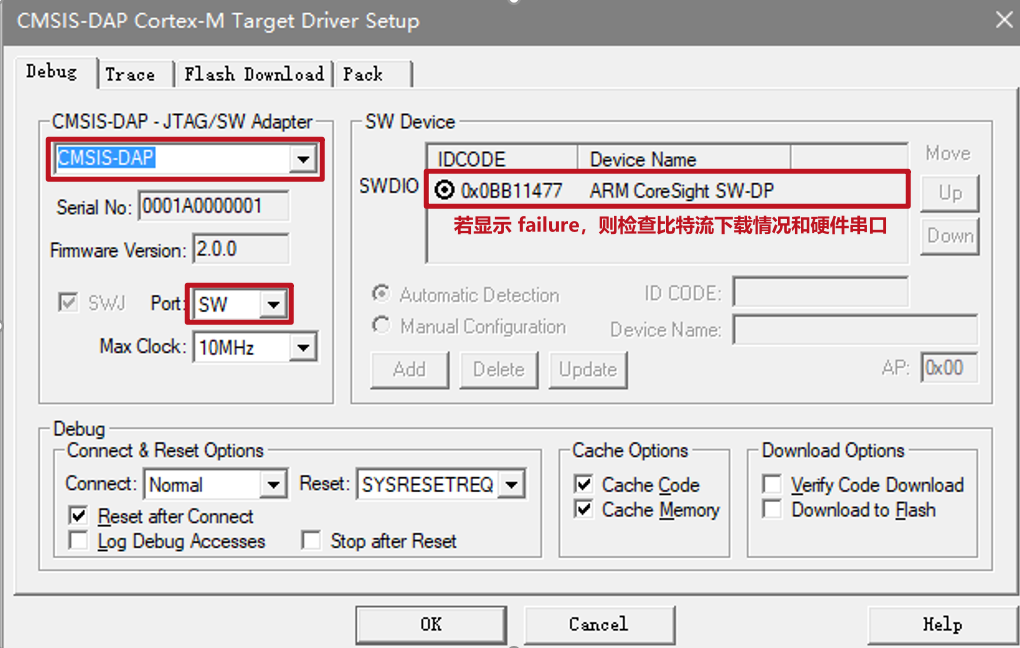 CMSIS-DAP Cortex-M Target Driver Setup
Debug Trace Flash Download Pack
CMSIS-DAP - JTAG/SW Adapter
CMSIS-DAP
Serial No: 0001A0000001
Firmware Version: 2.0.0
SWJ Port: SW
Max Clock: 10MHz
SW Device
IDCODE Device Name Move
SWDIO 0x0BB11477 ARM CoreSight SW-DP Up
若显示 failure，则检查比特流下载情况和硬件串口
Down
Automatic Detection ID CODE:
Manual Configuration Device Name:
Add Delete Update AP: 0x00
Debug
Connect & Reset Options
Connect: Normal Reset: SYSRESETREQ
Reset after Connect
Log Debug Accesses Stop after Reset
Cache Options
Cache Code
Cache Memory
Download Options
Verify Code Download
Download to Flash
OK Cancel Help